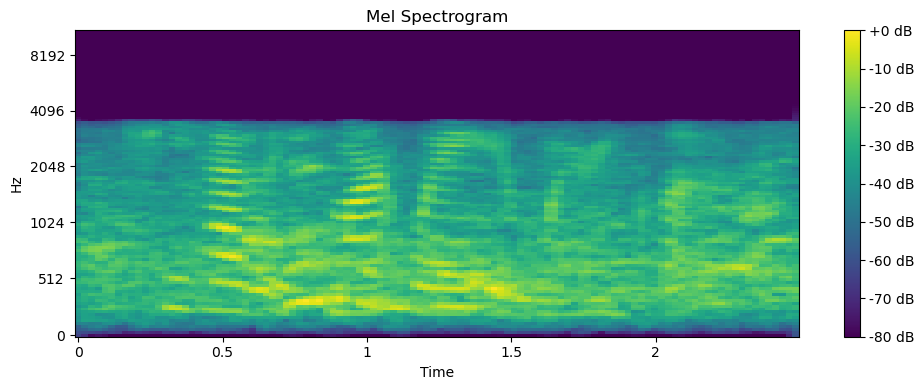 Mel Spectrogram
Hz
8192
4096
2048
1024
512
0
0
0.5
1
1.5
2
Time
+0 dB
-10 dB
-20 dB
-30 dB
-40 dB
-50 dB
-60 dB
-70 dB
-80 dB